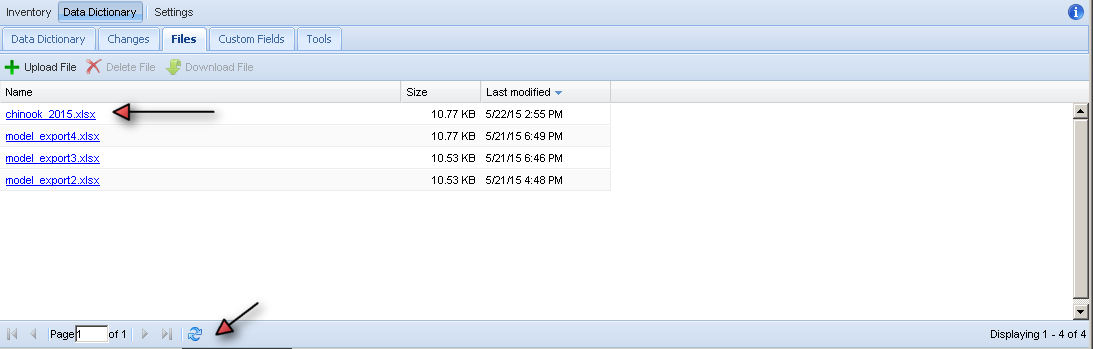 Inventory Data Dictionary Settings
Data Dictionary Changes Files Custom Fields Tools
Upload File Delete File Download File
Name Size Last modified
chinook_2015.xlsx 10.77 KB 5/22/15 2:55 PM
model_export4.xlsx 10.77 KB 5/21/15 6:49 PM
model_export3.xlsx 10.53 KB 5/21/15 6:46 PM
model_export2.xlsx 10.53 KB 5/21/15 4:48 PM
Page 1 of 1 Displaying 1 - 4 of 4